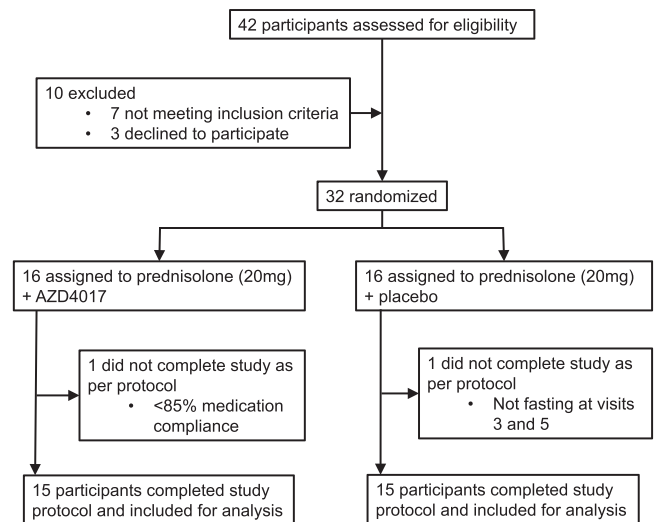 42 participants assessed for eligibility
10 excluded
• 7 not meeting inclusion criteria
• 3 declined to participate
32 randomized
16 assigned to prednisolone (20mg)
+ AZD4017
16 assigned to prednisolone (20mg)
+ placebo
1 did not complete study as
per protocol
• <85% medication
compliance
1 did not complete study as
per protocol
• Not fasting at visits
3 and 5
15 participants completed study
protocol and included for analysis
15 participants completed study
protocol and included for analysis